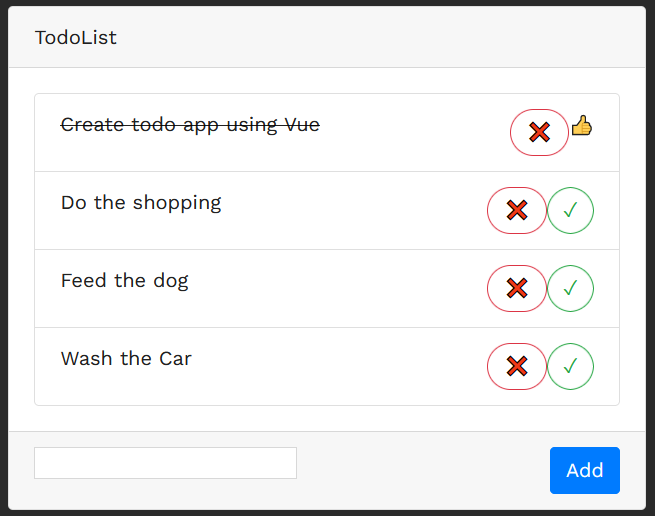 TodoList
Create todo app using Vue
Do the shopping
Feed the dog
Wash the Car
Add